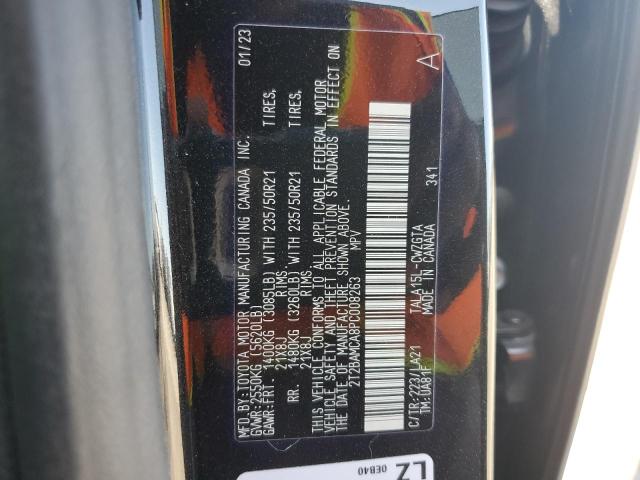 MFD.BY:TOYOTA MOTOR MANUFACTURING CANADA INC. 01/23
GVWR:2550KG (5620LB)
GAWR:FRT. 1400KG (3085LB) WITH 235/50R21 TIRES,
21X8J RIMS.
RR. 1480KG (3260LB) WITH 235/50R21 TIRES,
21X8J RIMS.
THIS VEHICLE CONFORMS TO ALL APPLICABLE FEDERAL MOTOR
VEHICLE SAFETY AND THEFT PREVENTION STANDARDS IN EFFECT ON
THE DATE OF MANUFACTURE SHOWN ABOVE.
2T2BAMCA8PC008263 MPV
A
341
C/TR:223/LA21 TALA15L-CWZGTA
TM:UA81F MADE IN CANADA
LZ
0EB40